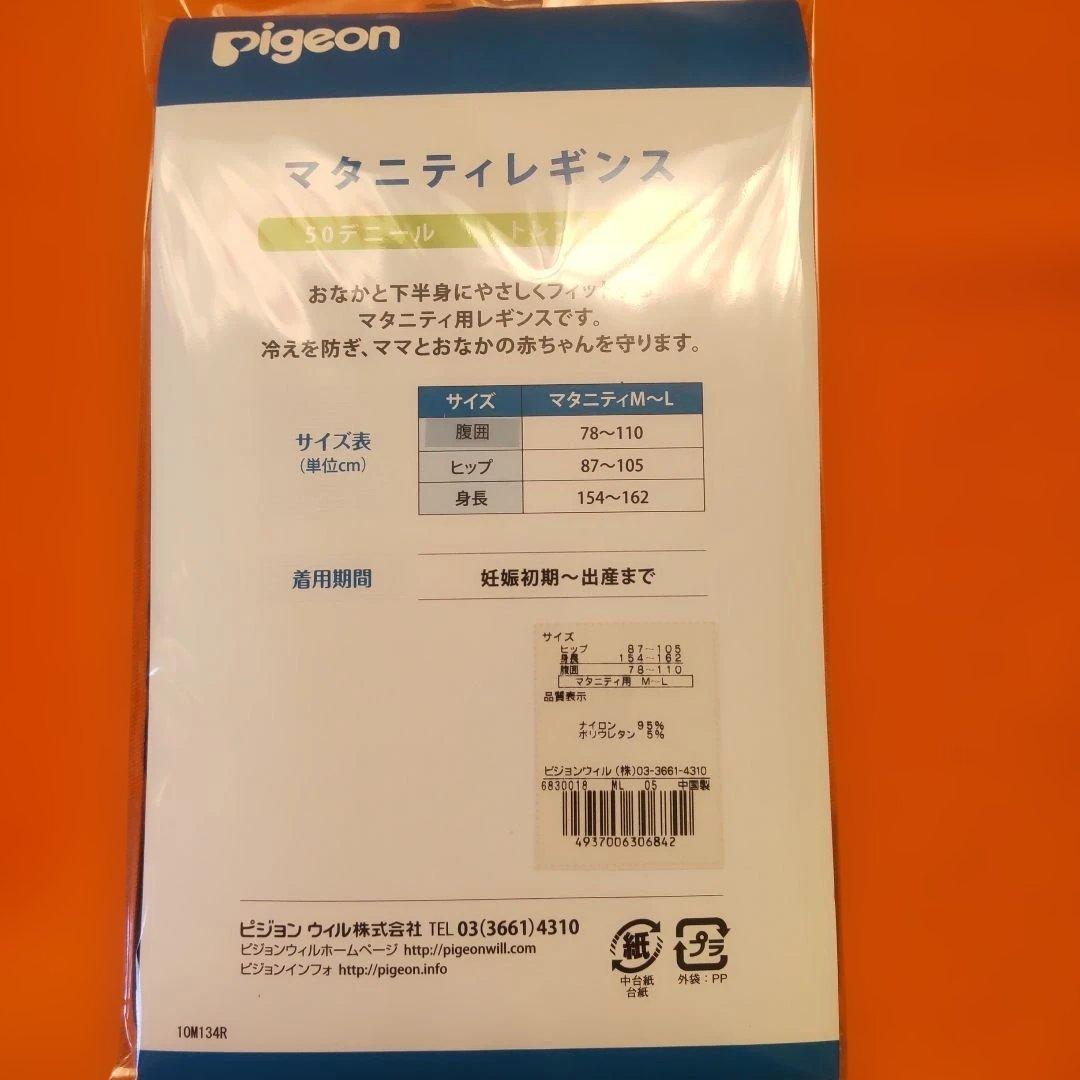 Pigeon
マタニティレギンス
50デニール
おなかと下半身にやさしくフィット
マタニティ用レギンスです。
冷えを防ぎ、ママとおなかの赤ちゃんを守ります。
サイズ表
(単位cm)
サイズ マタニティM〜L
腹囲 78〜110
ヒップ 87〜105
身長 154〜162
着用期間 妊娠初期〜出産まで
サイズ
ヒップ 87〜105
身長 154〜162
腹囲 78〜110
マタニティ用 M〜L
品質表示
ナイロン 95%
ポリウレタン 5%
ピジョンウィル(株)03-3661-4310
6830018 ML 05 中国製
4937006306842
ピジョン ウィル株式会社 TEL 03(3661)4310
ピジョンウィルホームページ http://pigeonwill.com
ピジョンインフォ http://pigeon.info
紙
中台紙
台紙
プラ
外袋：PP
10M134R